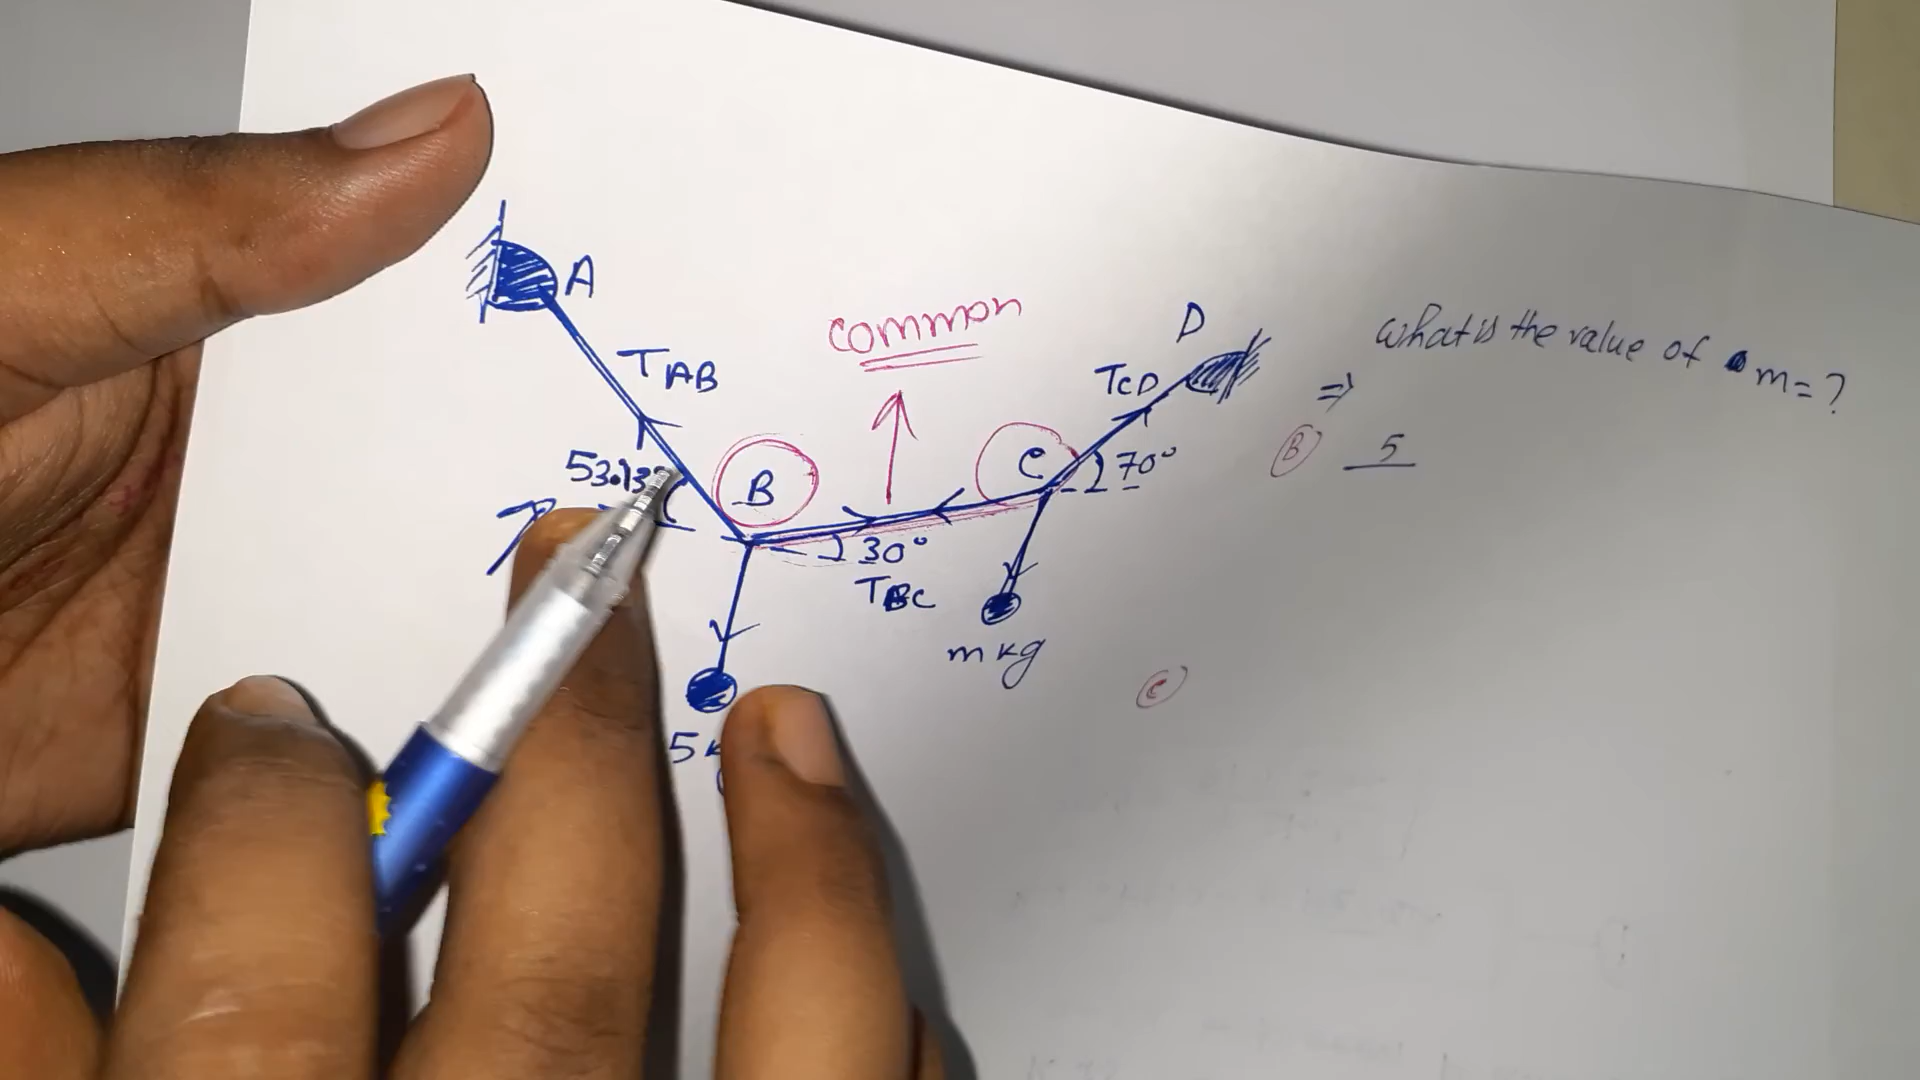 A
TAB
53.13
B
common
30°
TBC
C
TCD
D
70°
m kg
5
What is the value of m = ?
⇒
B 5
C